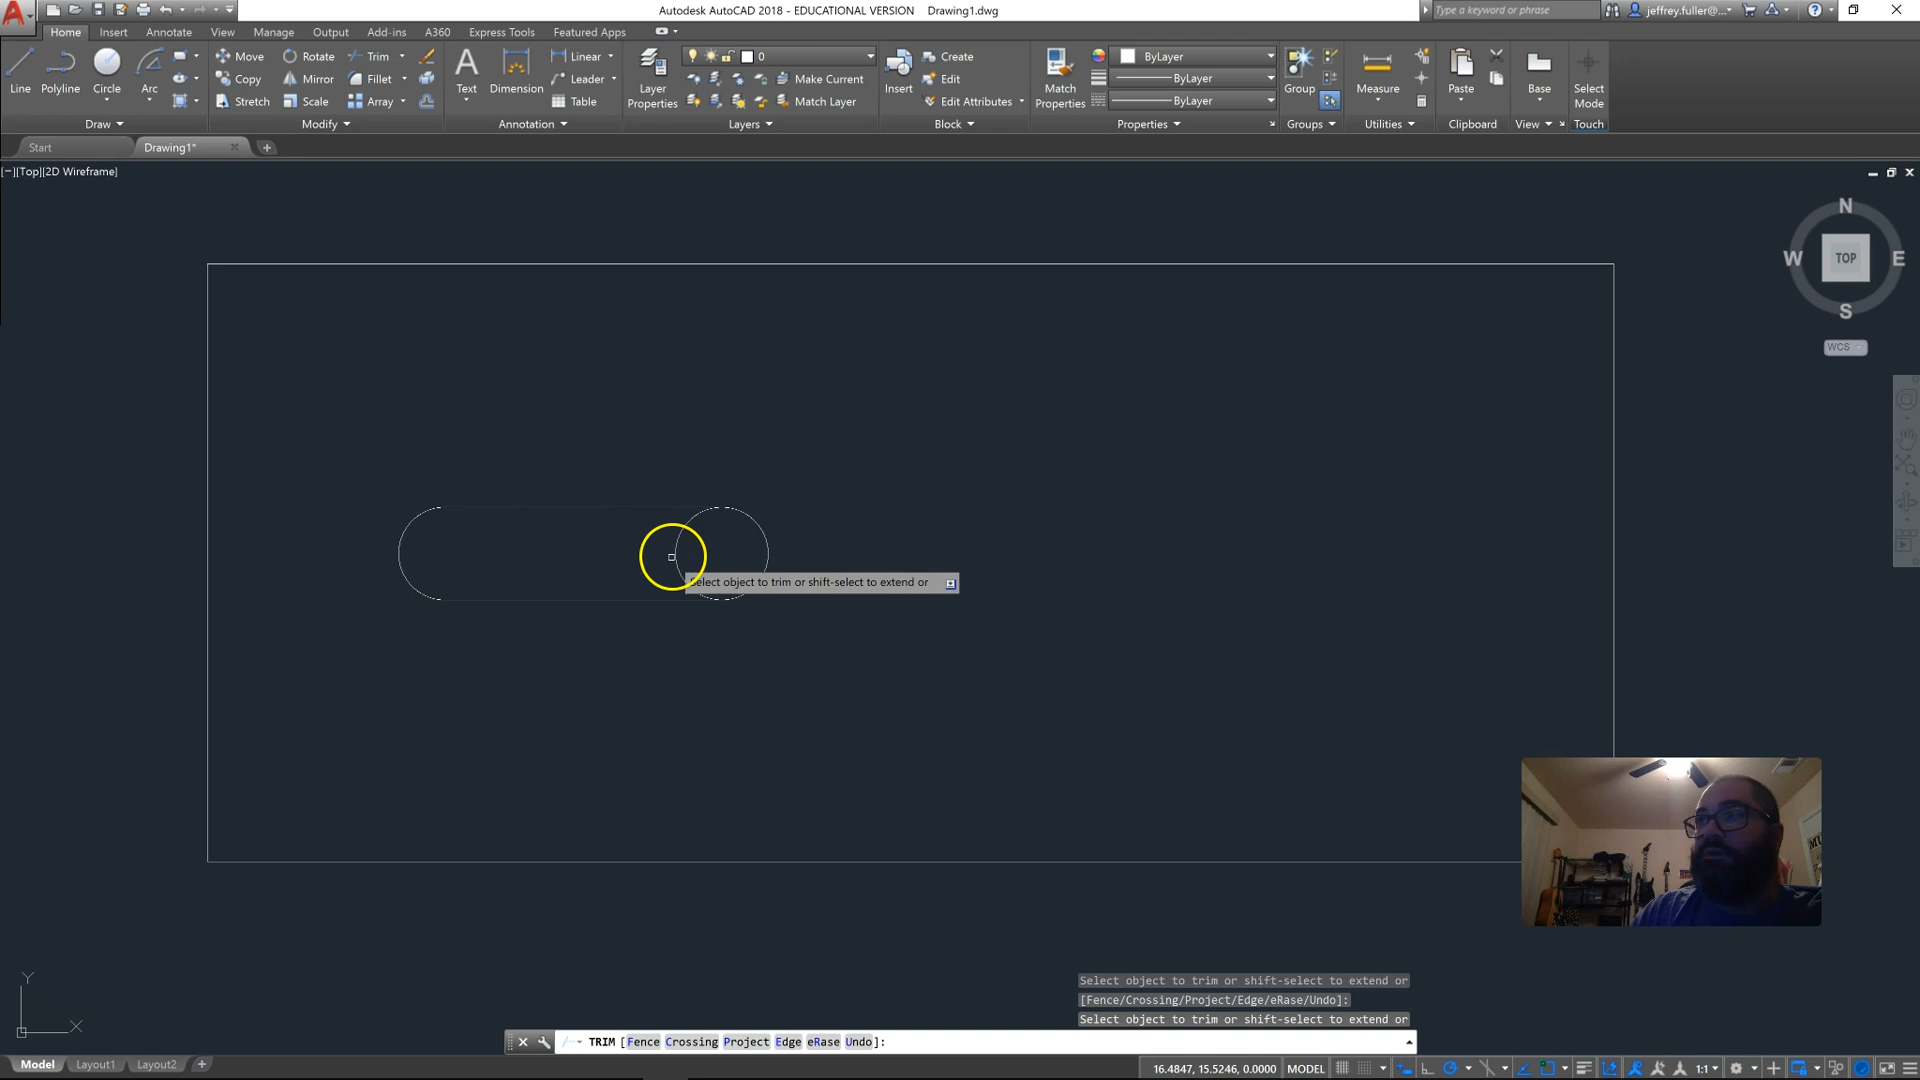 Autodesk AutoCAD 2018 - EDUCATIONAL VERSION Drawing1.dwg
Type a keyword or phrase
jeffrey.fuller@...
Home Insert Annotate View Manage Output Add-ins A360 Express Tools Featured Apps
Line Polyline Circle Arc
Move Rotate Trim
Copy Mirror Fillet
Stretch Scale Array
Text Dimension
Linear
Leader
Table
Layer Properties
0
Make Current
Match Layer
Insert
Create
Edit
Edit Attributes
Match Properties
ByLayer
ByLayer
ByLayer
Group
Measure
Paste
Base
Select Mode
Draw Modify Annotation Layers Block Properties Groups Utilities Clipboard View Touch
Start Drawing1*
[−][Top][2D Wireframe]
N
W TOP E
S
WCS
Select object to trim or shift-select to extend or
Y
X
Select object to trim or shift-select to extend or
[Fence/Crossing/Project/Edge/eRase/Undo]:
Select object to trim or shift-select to extend or
TRIM [Fence Crossing Project Edge eRase Undo]:
Model Layout1 Layout2
16.4847, 15.5246, 0.0000 MODEL 1:1